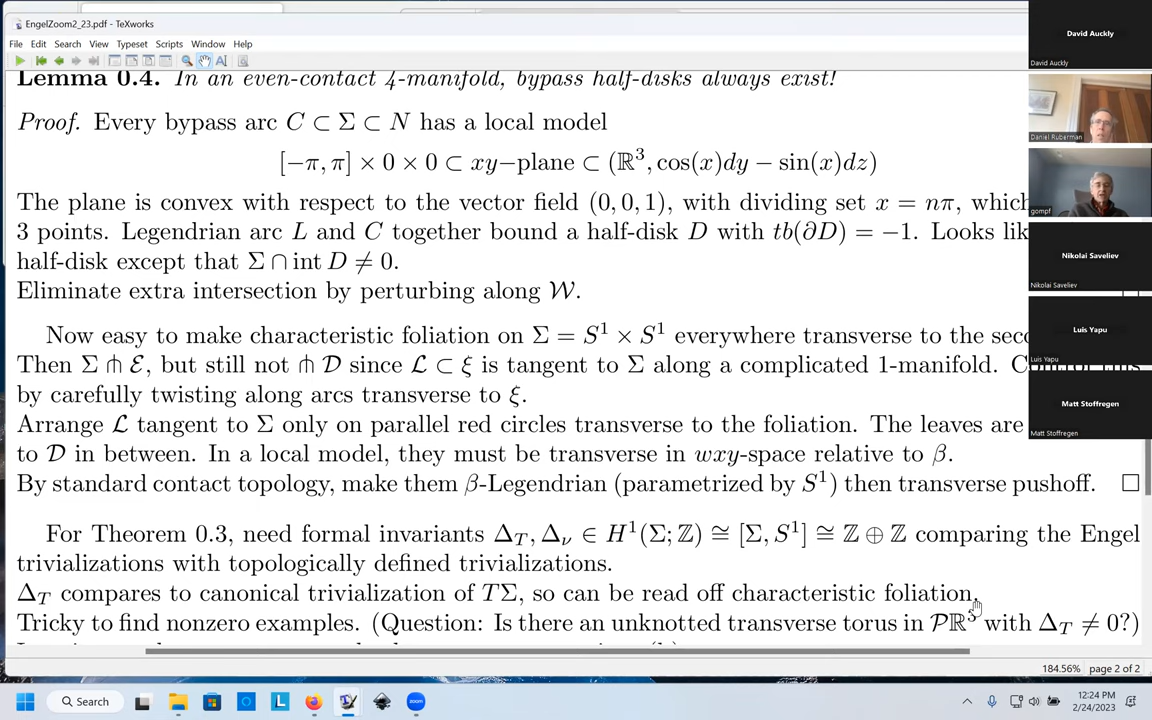 EngelZoom2_23.pdf - TeXworks
File Edit Search View Typeset Scripts Window Help
Lemma 0.4. In an even-contact 4-manifold, bypass half-disks always exist!
Proof. Every bypass arc C ⊂ Σ ⊂ N has a local model
[−π, π] × 0 × 0 ⊂ xy−plane ⊂ (ℝ³, cos(x)dy − sin(x)dz)
The plane is convex with respect to the vector field (0, 0, 1), with dividing set x = nπ, which
3 points. Legendrian arc L and C together bound a half-disk D with tb(∂D) = −1. Looks
half-disk except that Σ ∩ int D ≠ 0.
Eliminate extra intersection by perturbing along 𝒲.
Now easy to make characteristic foliation on Σ = S¹ × S¹ everywhere transverse to the
Then Σ ⋔ ℰ, but still not ⋔ 𝒟 since ℒ ⊂ ξ is tangent to Σ along a complicated 1-manifold.
by carefully twisting along arcs transverse to ξ.
Arrange ℒ tangent to Σ only on parallel red circles transverse to the foliation. The leaves are
to 𝒟 in between. In a local model, they must be transverse in wxy-space relative to β.
By standard contact topology, make them β-Legendrian (parametrized by S¹) then transverse pushoff. □
For Theorem 0.3, need formal invariants Δ_T, Δ_ν ∈ H¹(Σ; ℤ) ≅ [Σ, S¹] ≅ ℤ ⊕ ℤ comparing the Engel
trivializations with topologically defined trivializations.
Δ_T compares to canonical trivialization of TΣ, so can be read off characteristic foliation.
Tricky to find nonzero examples. (Question: Is there an unknotted transverse torus in 𝒫ℝ³ with Δ_T ≠ 0?)
184.56% page 2 of 2
David Auckly
David Auckly
Daniel Ruberman
gompf
Nikolai Saveliev
Nikolai Saveliev
Luis Yapu
Luis Yapu
Matt Stoffregen
Matt Stoffregen
Search
L
zoom
12:24 PM
2/24/2023